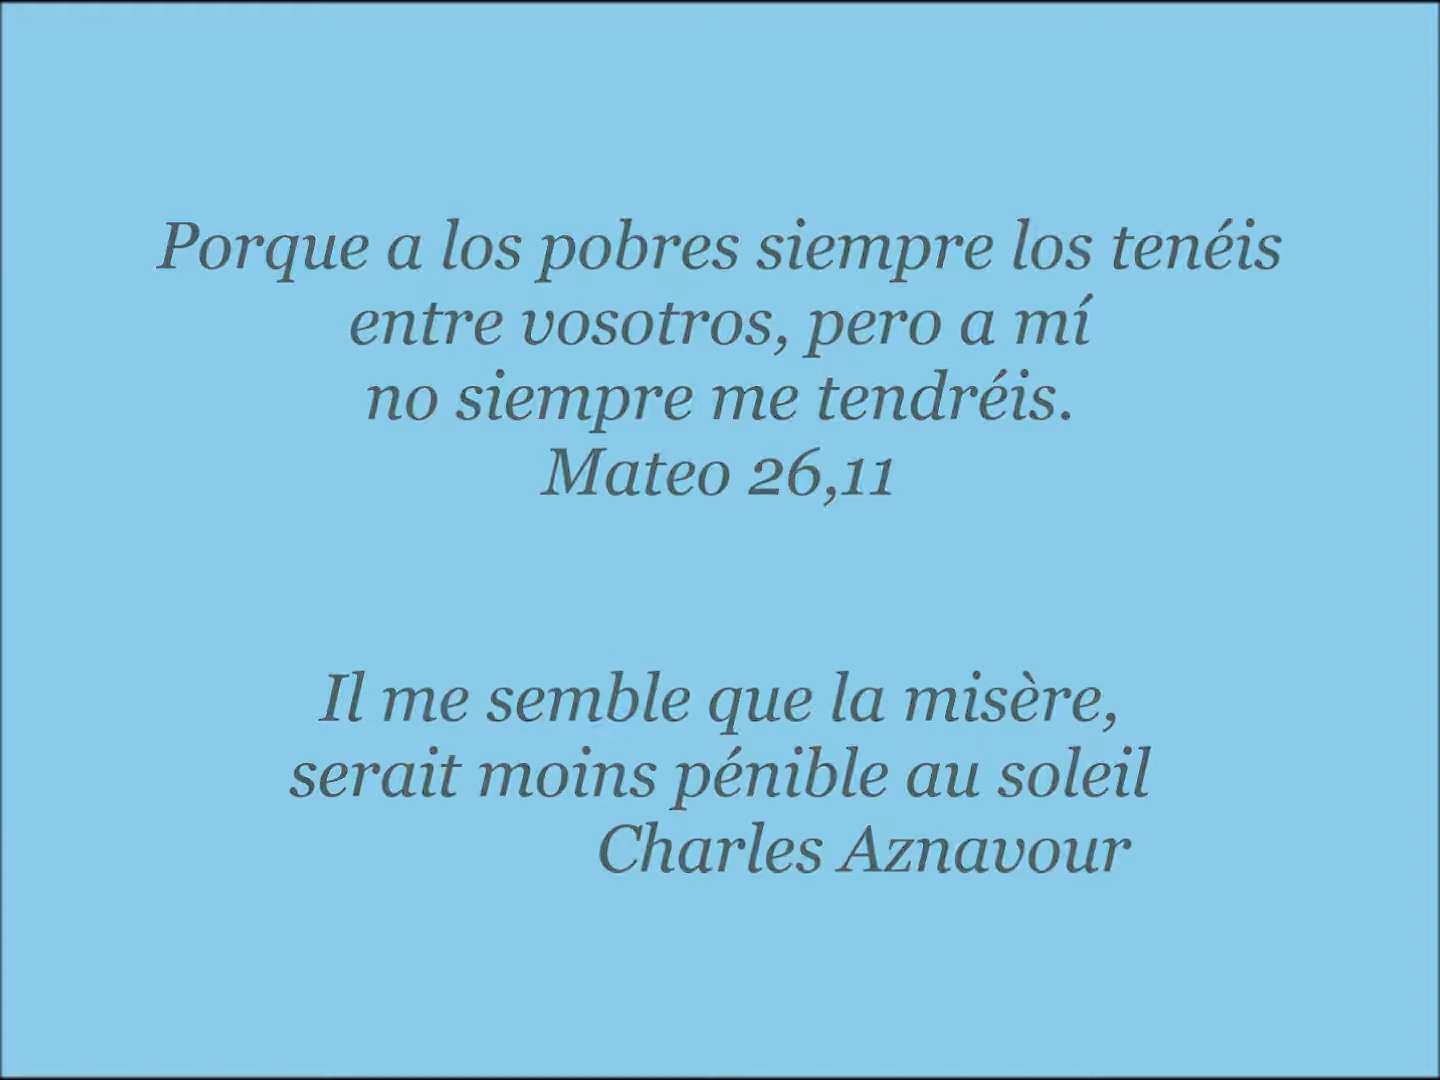 Porque a los pobres siempre los tenéis
entre vosotros, pero a mí
no siempre me tendréis.
Mateo 26,11
Il me semble que la misère,
serait moins pénible au soleil
Charles Aznavour